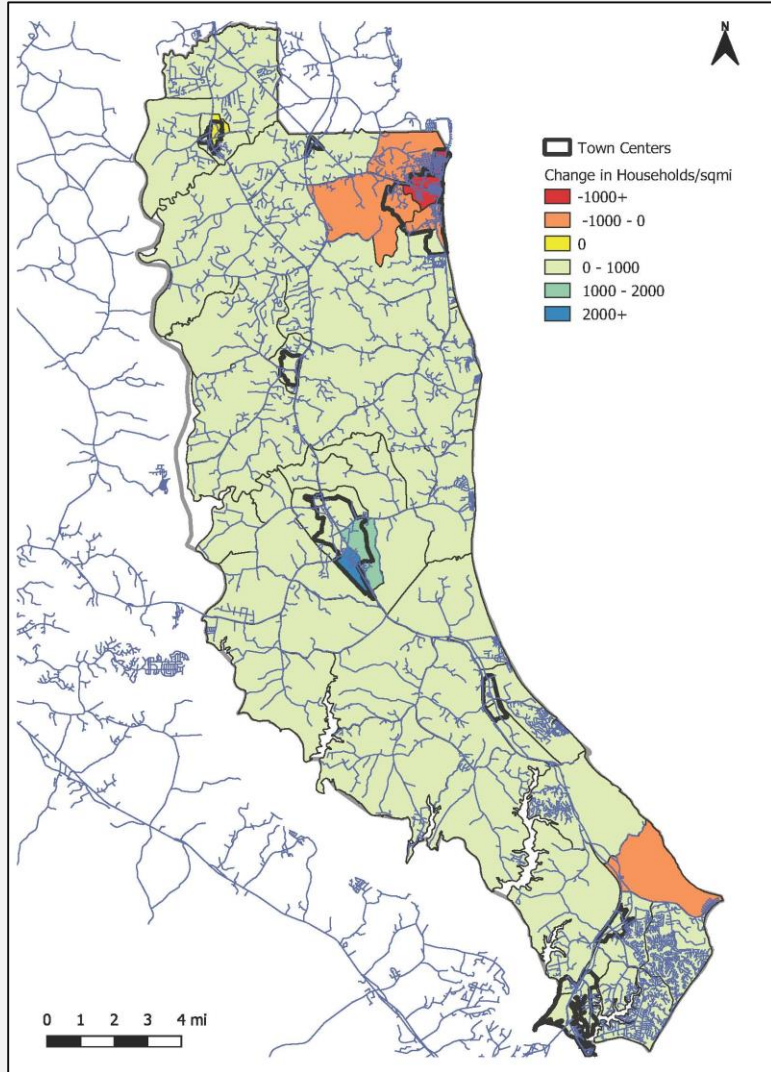 N
Town Centers
Change in Households/sqmi
-1000+
-1000 - 0
0
0 - 1000
1000 - 2000
2000+
0 1 2 3 4 mi